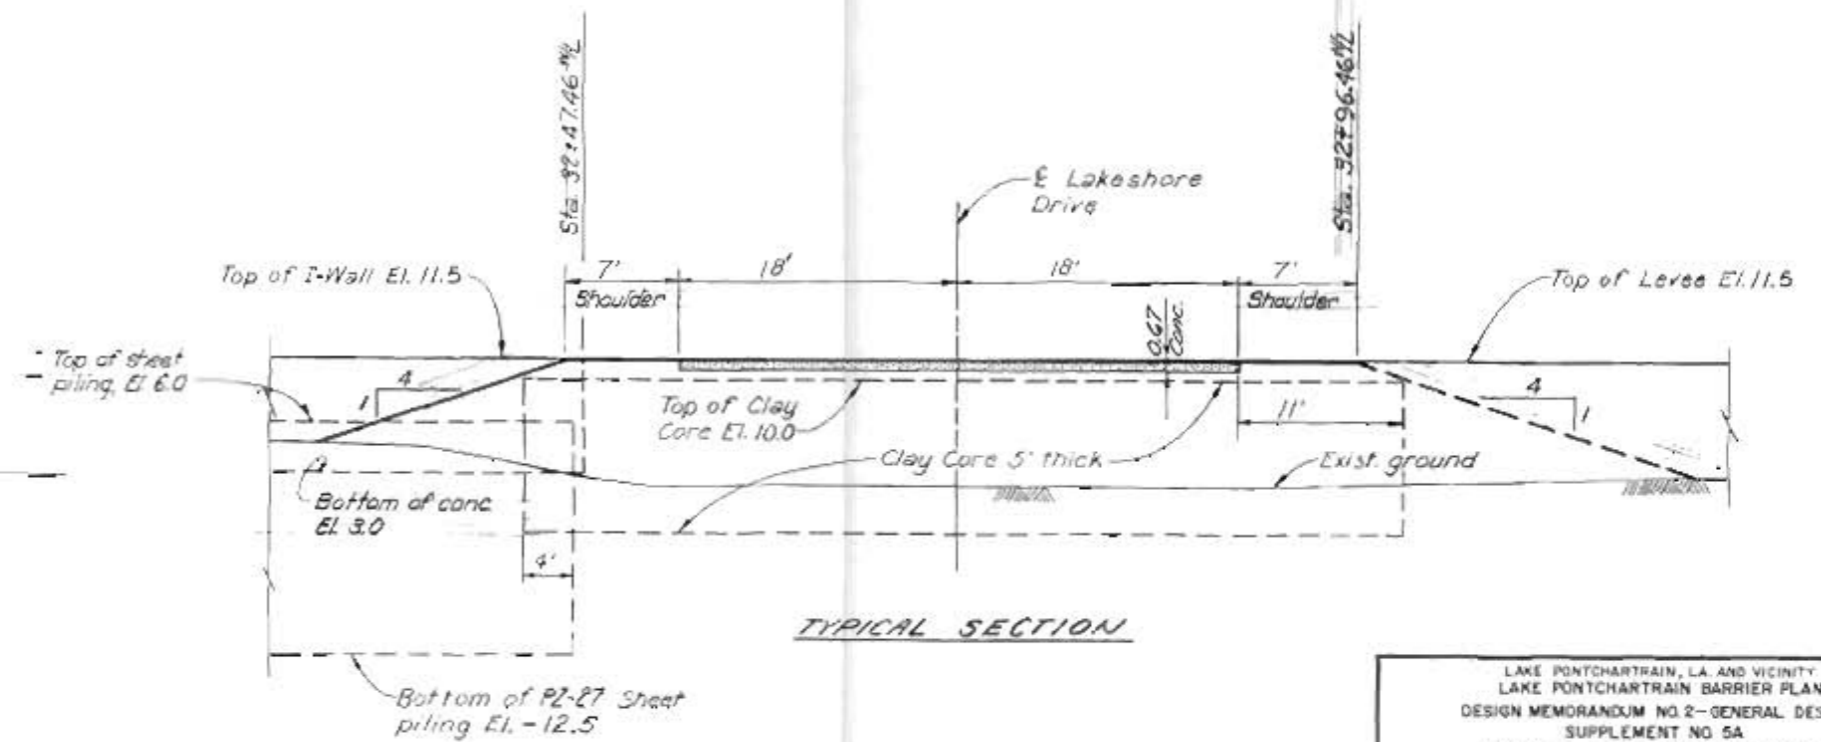 Sta. 32+47.46 W/L
Sta. 32+96.46 W/L
℄ Lakeshore
Drive
Top of I-Wall El. 11.5
7'
18'
18'
7'
Shoulder
Shoulder
Top of Levee El. 11.5
0.67
Conc.
Top of sheet
piling, El 6.0
4
1
Top of Clay
Core El. 10.0
11'
4
1
Clay Core 5' thick
Exist. ground
Bottom of conc
El. 3.0
4'
TYPICAL SECTION
Bottom of PZ-27 Sheet
piling El. -12.5
LAKE PONTCHARTRAIN, LA. AND VICINITY
LAKE PONTCHARTRAIN BARRIER PLAN
DESIGN MEMORANDUM NO. 2-GENERAL DES
SUPPLEMENT NO 5A